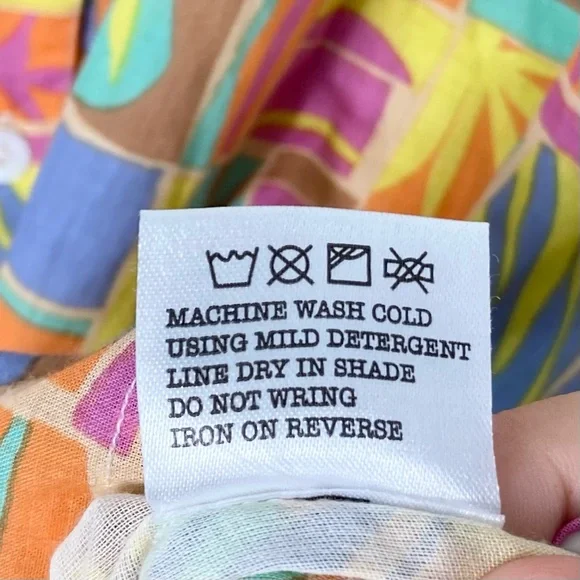 MACHINE WASH COLD
USING MILD DETERGENT
LINE DRY IN SHADE
DO NOT WRING
IRON ON REVERSE